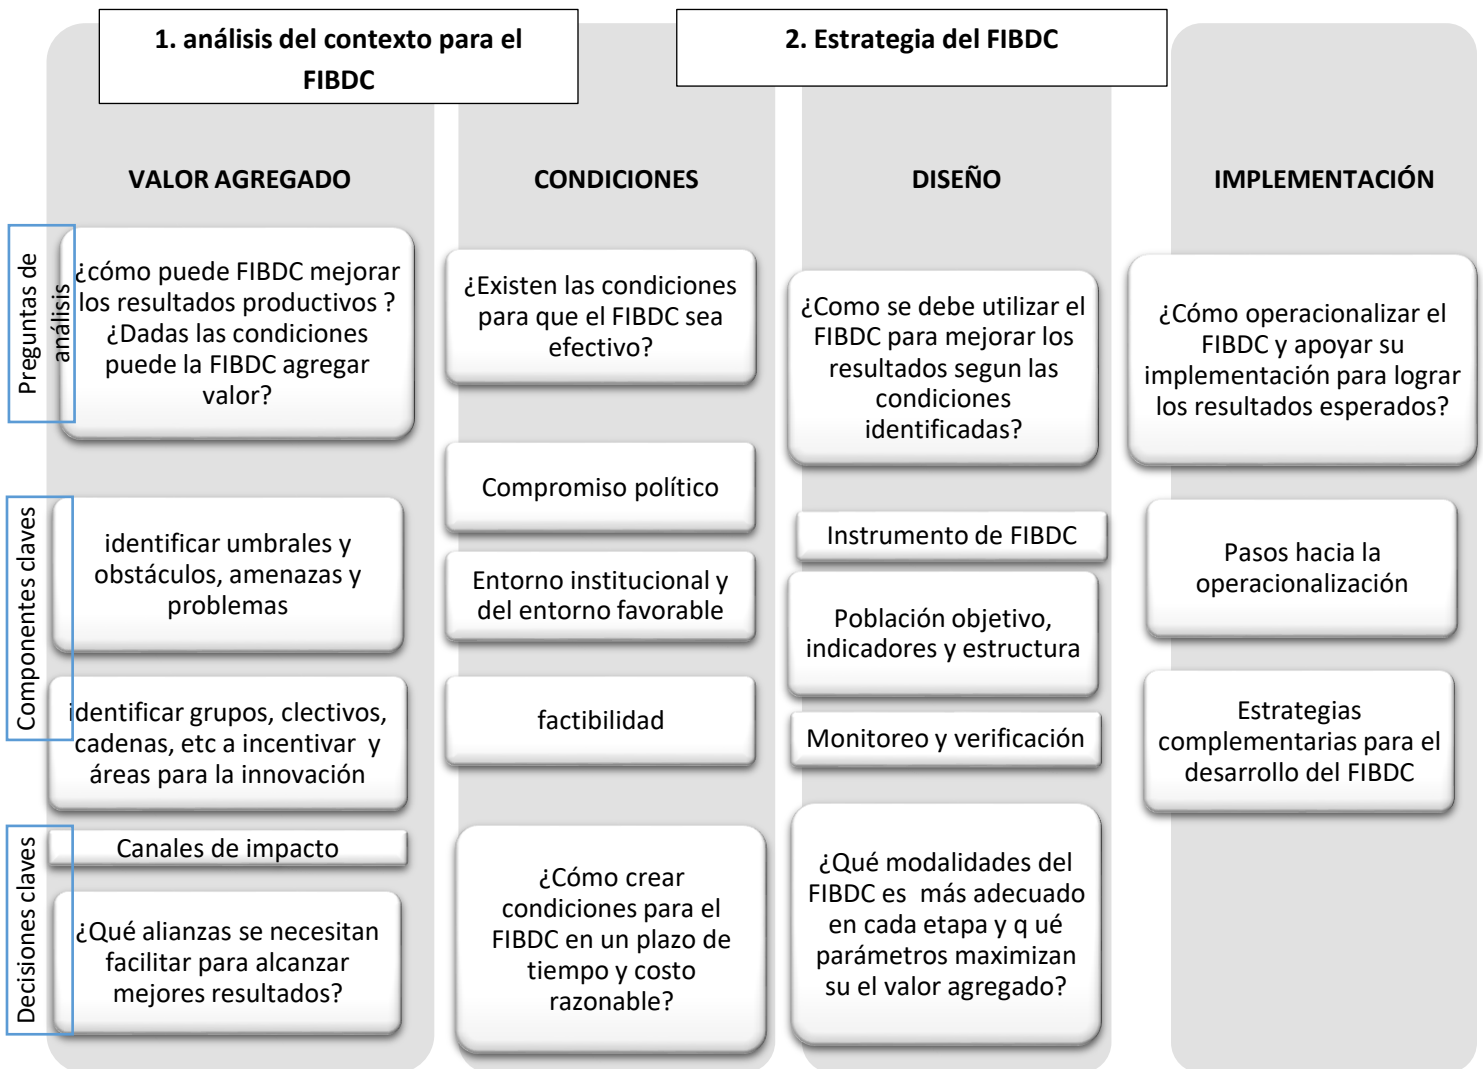 1. análisis del contexto para el
FIBDC
2. Estrategia del FIBDC
VALOR AGREGADO
CONDICIONES
DISEÑO
IMPLEMENTACIÓN
Preguntas de
análisis
¿cómo puede FIBDC mejorar
los resultados productivos ?
¿Dadas las condiciones
puede la FIBDC agregar
valor?
¿Existen las condiciones
para que el FIBDC sea
efectivo?
¿Como se debe utilizar el
FIBDC para mejorar los
resultados segun las
condiciones
identificadas?
¿Cómo operacionalizar el
FIBDC y apoyar su
implementación para lograr
los resultados esperados?
Componentes claves
identificar umbrales y
obstáculos, amenazas y
problemas
identificar grupos, clectivos,
cadenas, etc a incentivar y
áreas para la innovación
Canales de impacto
Compromiso político
Entorno institucional y
del entorno favorable
factibilidad
Instrumento de FIBDC
Población objetivo,
indicadores y estructura
Monitoreo y verificación
Pasos hacia la
operacionalización
Estrategias
complementarias para el
desarrollo del FIBDC
Decisiones claves
¿Qué alianzas se necesitan
facilitar para alcanzar
mejores resultados?
¿Cómo crear
condiciones para el
FIBDC en un plazo de
tiempo y costo
razonable?
¿Qué modalidades del
FIBDC es más adecuado
en cada etapa y q ué
parámetros maximizan
su el valor agregado?